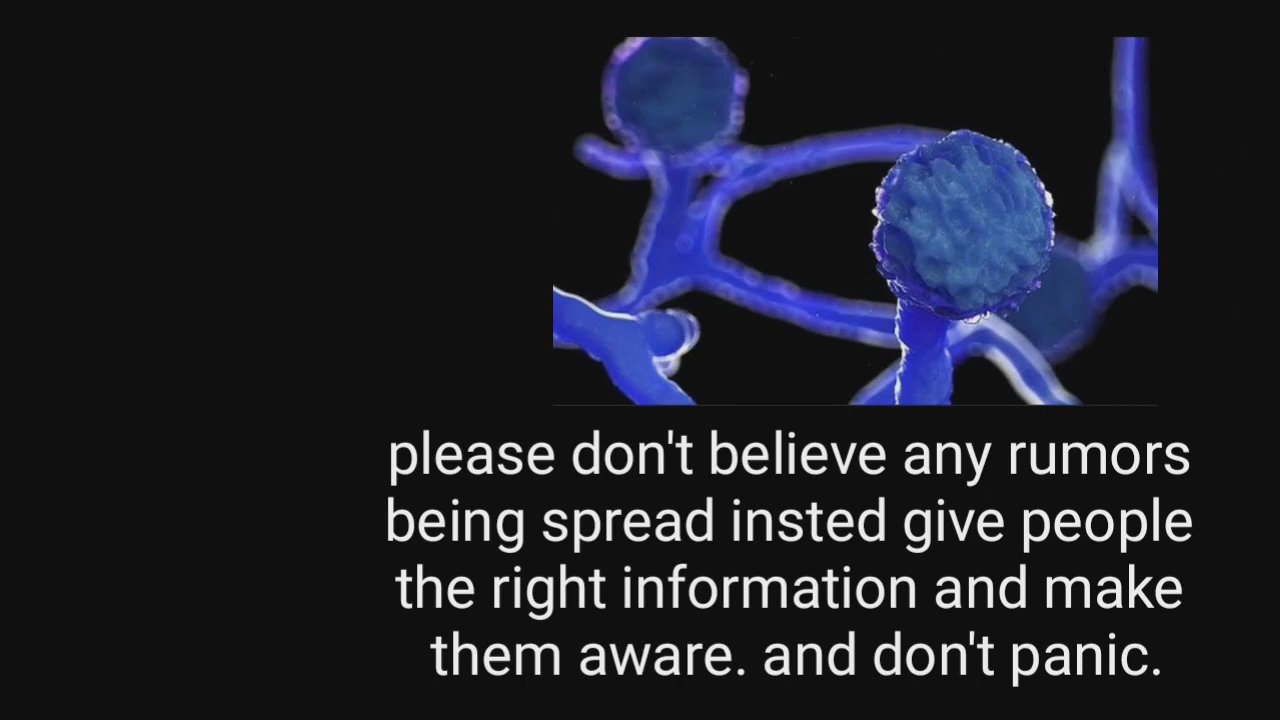 please don't believe any rumors
being spread insted give people
the right information and make
them aware. and don't panic.